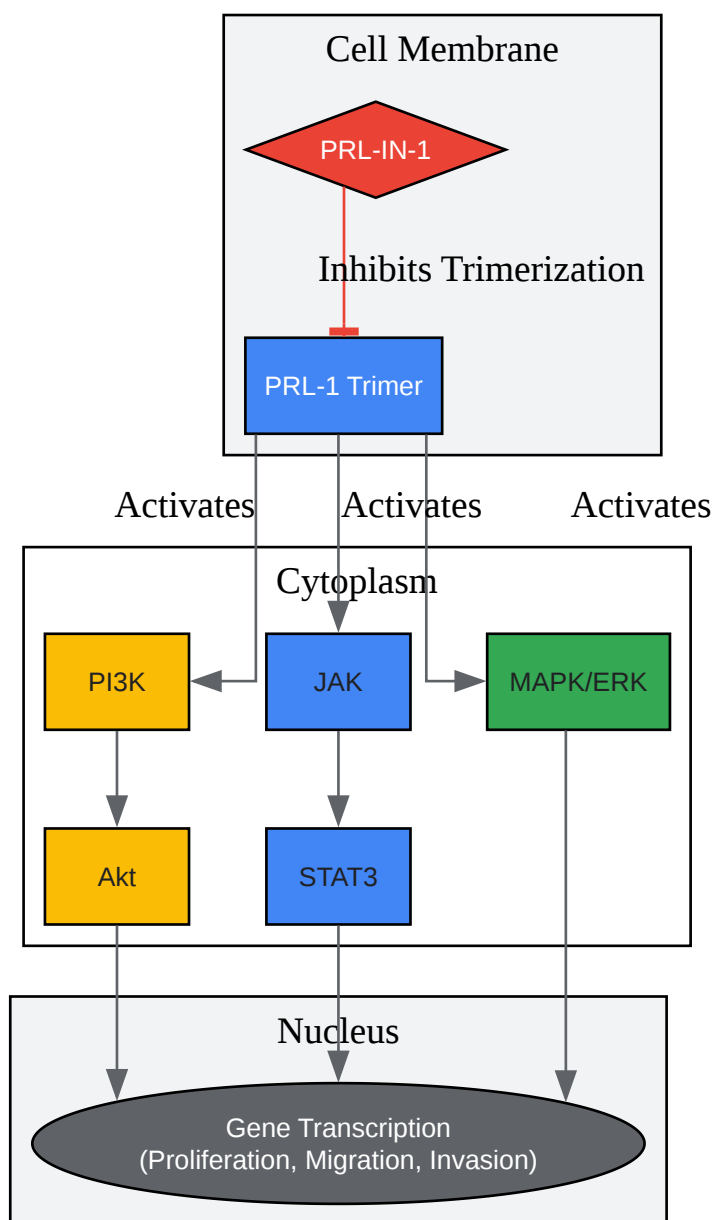 Cell Membrane
PRL-IN-1
Inhibits Trimerization
PRL-1 Trimer
Activates
Activates
Activates
Cytoplasm
PI3K
JAK
MAPK/ERK
Akt
STAT3
Nucleus
Gene Transcription
(Proliferation, Migration, Invasion)